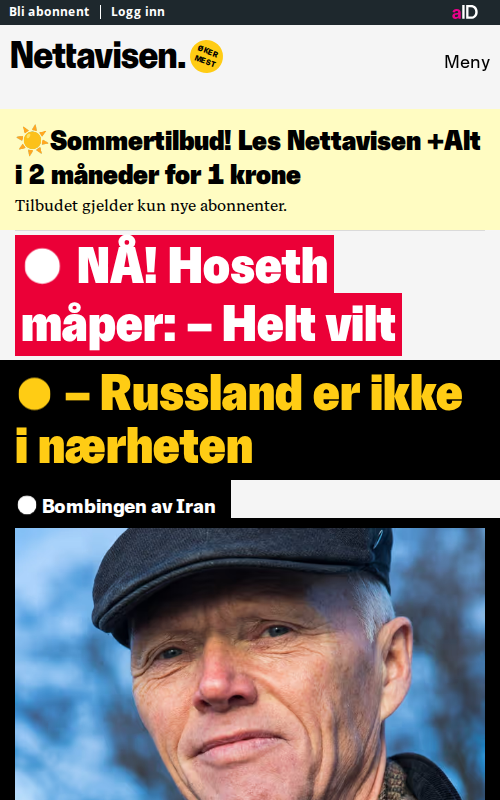 Bli abonnent | Logg inn
aID
Nettavisen.
ØKER
MEST
Meny
Sommertilbud! Les Nettavisen +Alt
i 2 måneder for 1 krone
Tilbudet gjelder kun nye abonnenter.
NÅ! Hoseth
måper: – Helt vilt
– Russland er ikke
i nærheten
Bombingen av Iran